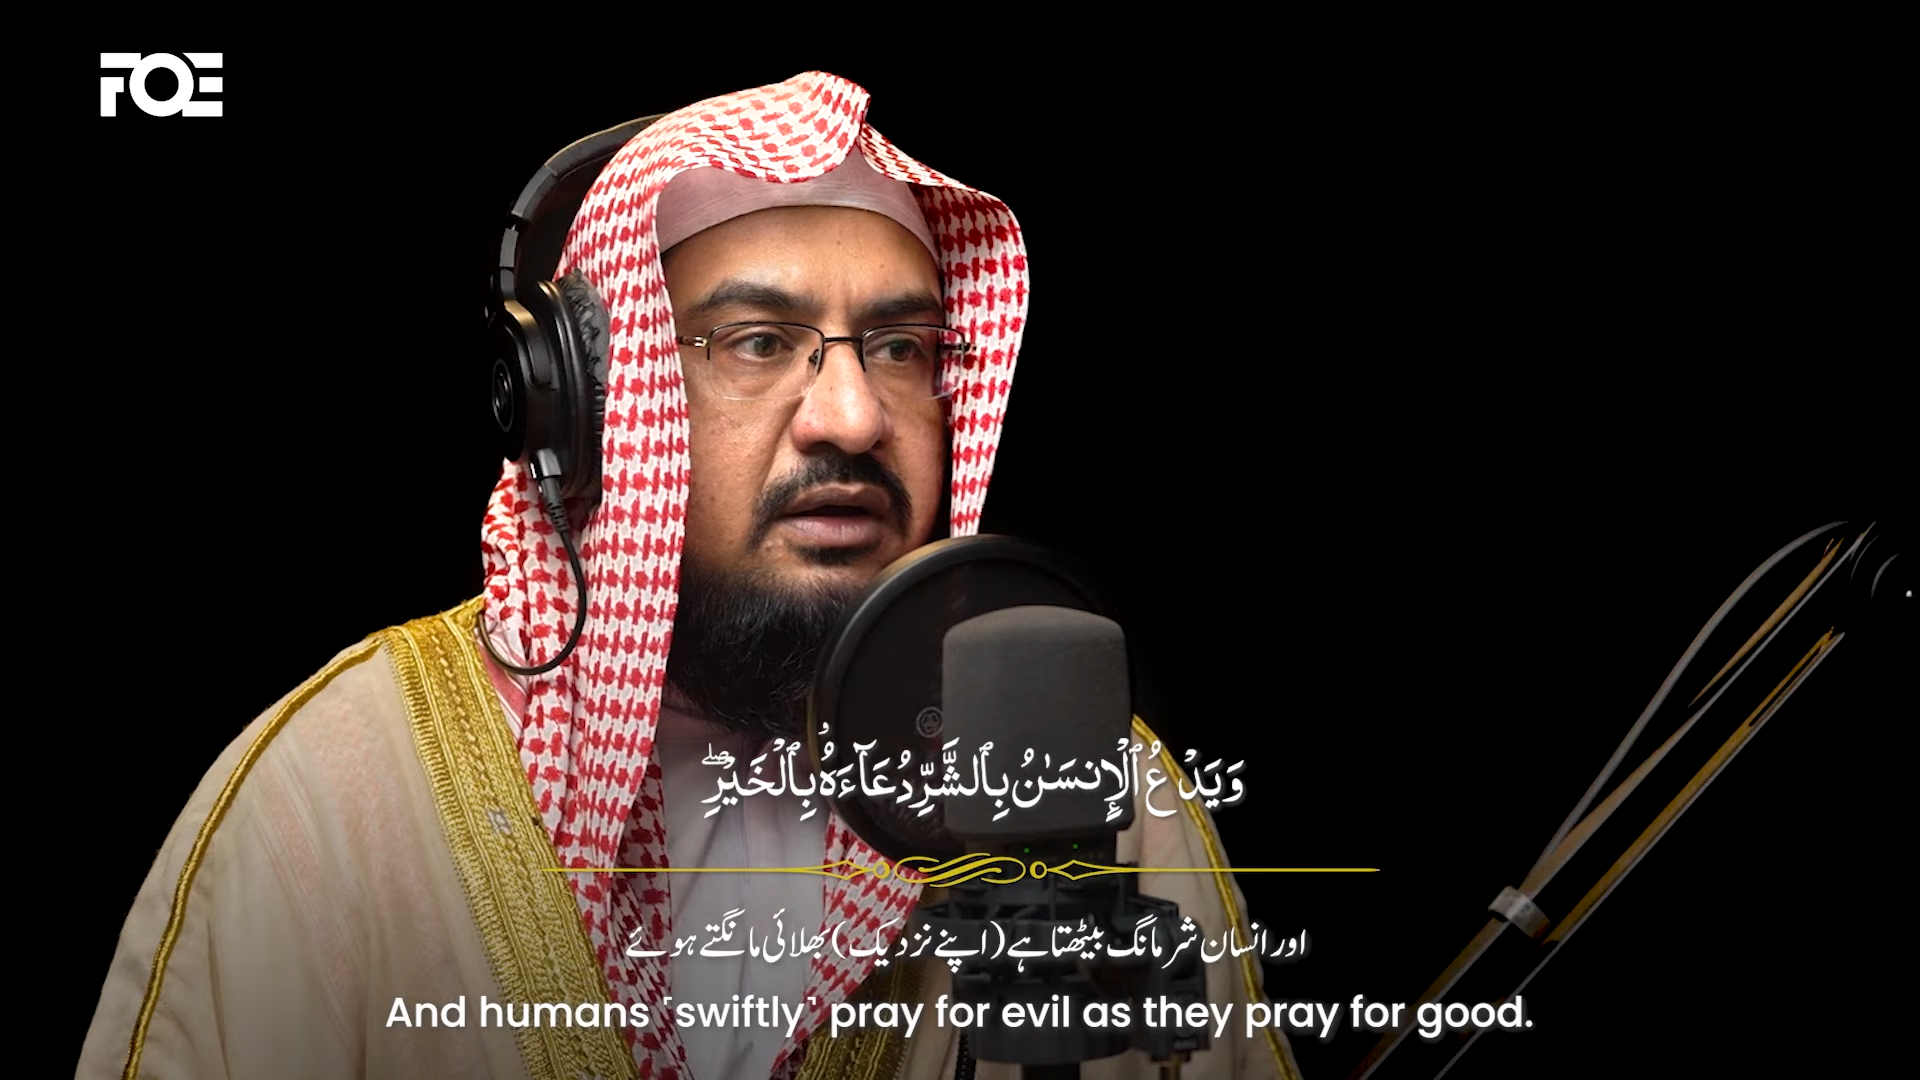 FOE
وَيَدْعُ ٱلْإِنسَـٰنُ بِٱلشَّرِّ دُعَآءَهُۥ بِٱلْخَيْرِ ۖ
اور انسان شر مانگ بیٹھتا ہے (اپنے نزدیک) بھلائی مانگتے ہوئے
And humans ˹swiftly˺ pray for evil as they pray for good.